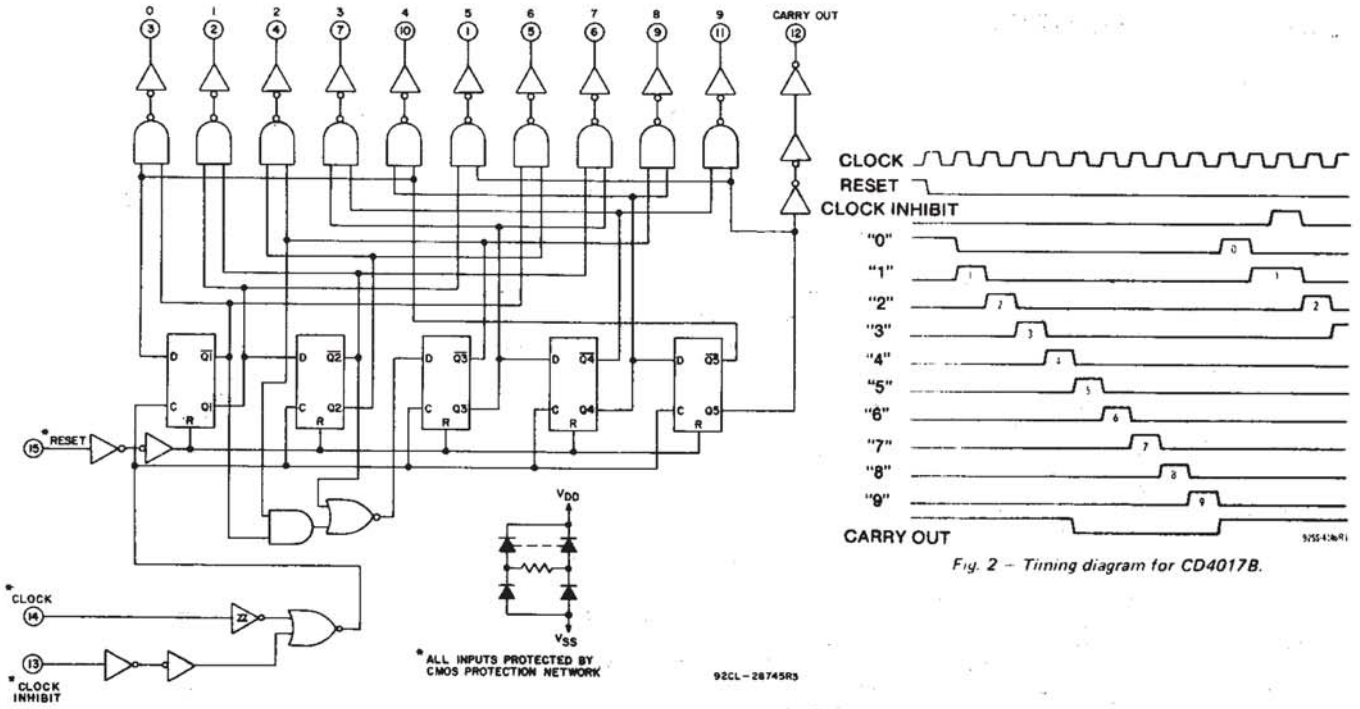 0 1 2 3 4 5 6 7 8 9 CARRY OUT
3 2 4 7 10 1 5 6 9 11 12
D Q1 D Q2 D Q3 D Q4 D Q5
C Q1 C Q2 C Q3 C Q4 C Q5
R R R R R
15 * RESET
* CLOCK
14
13
* CLOCK
INHIBIT
VDD
VSS
* ALL INPUTS PROTECTED BY
CMOS PROTECTION NETWORK
92CL-28745R3
CLOCK
RESET
CLOCK INHIBIT
"0" 0
"1" 1 1
"2" 2 2
"3" 3
"4" 4
"5" 5
"6" 6
"7" 7
"8" 8
"9" 9
CARRY OUT
Fig. 2 – Timing diagram for CD4017B.